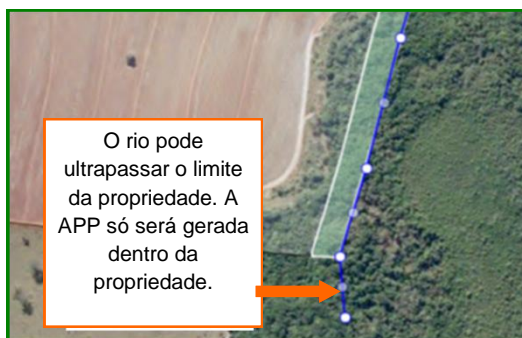 O rio pode
ultrapassar o limite
da propriedade. A
APP só será gerada
dentro da
propriedade.